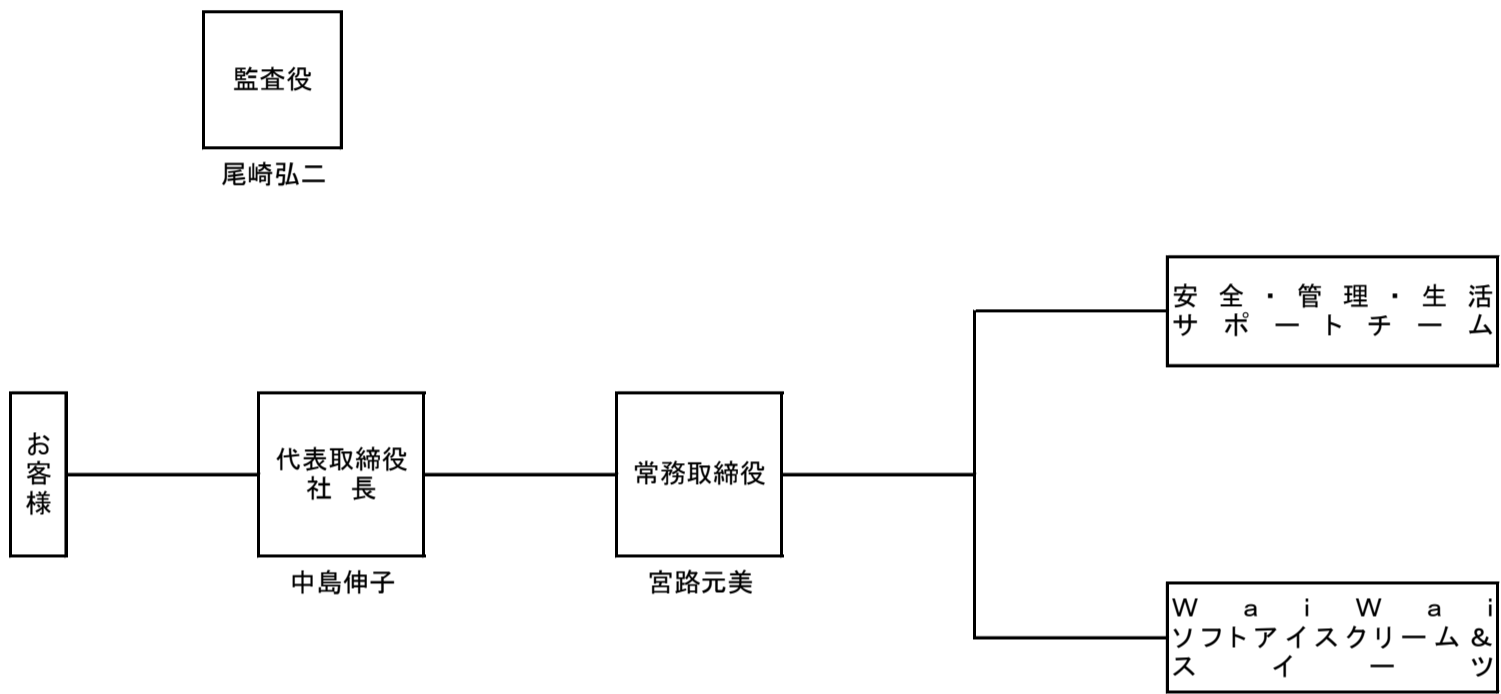 監査役
尾崎弘二
お客様
代表取締役
社長
中島伸子
常務取締役
宮路元美
安全・管理・生活
サポートチーム
WaiWai
ソフトアイスクリーム&
スイーツ